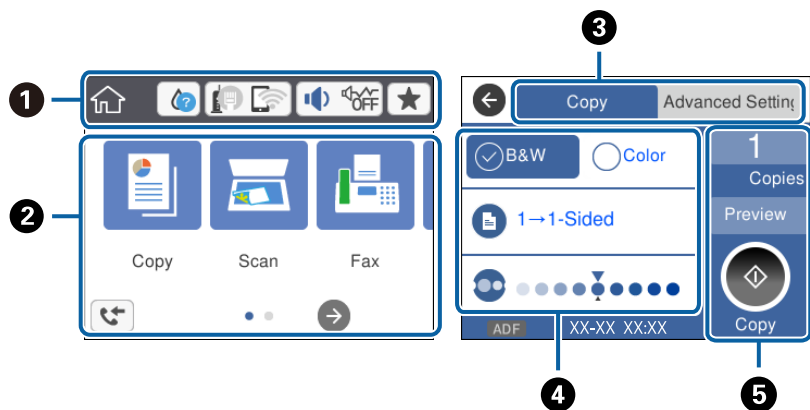 3
1
?
OFF
Copy
Advanced Setting
B&W
Color
1
Copies
2
1→1-Sided
Preview
Copy
Scan
Fax
ADF
XX-XX XX:XX
Copy
4
5